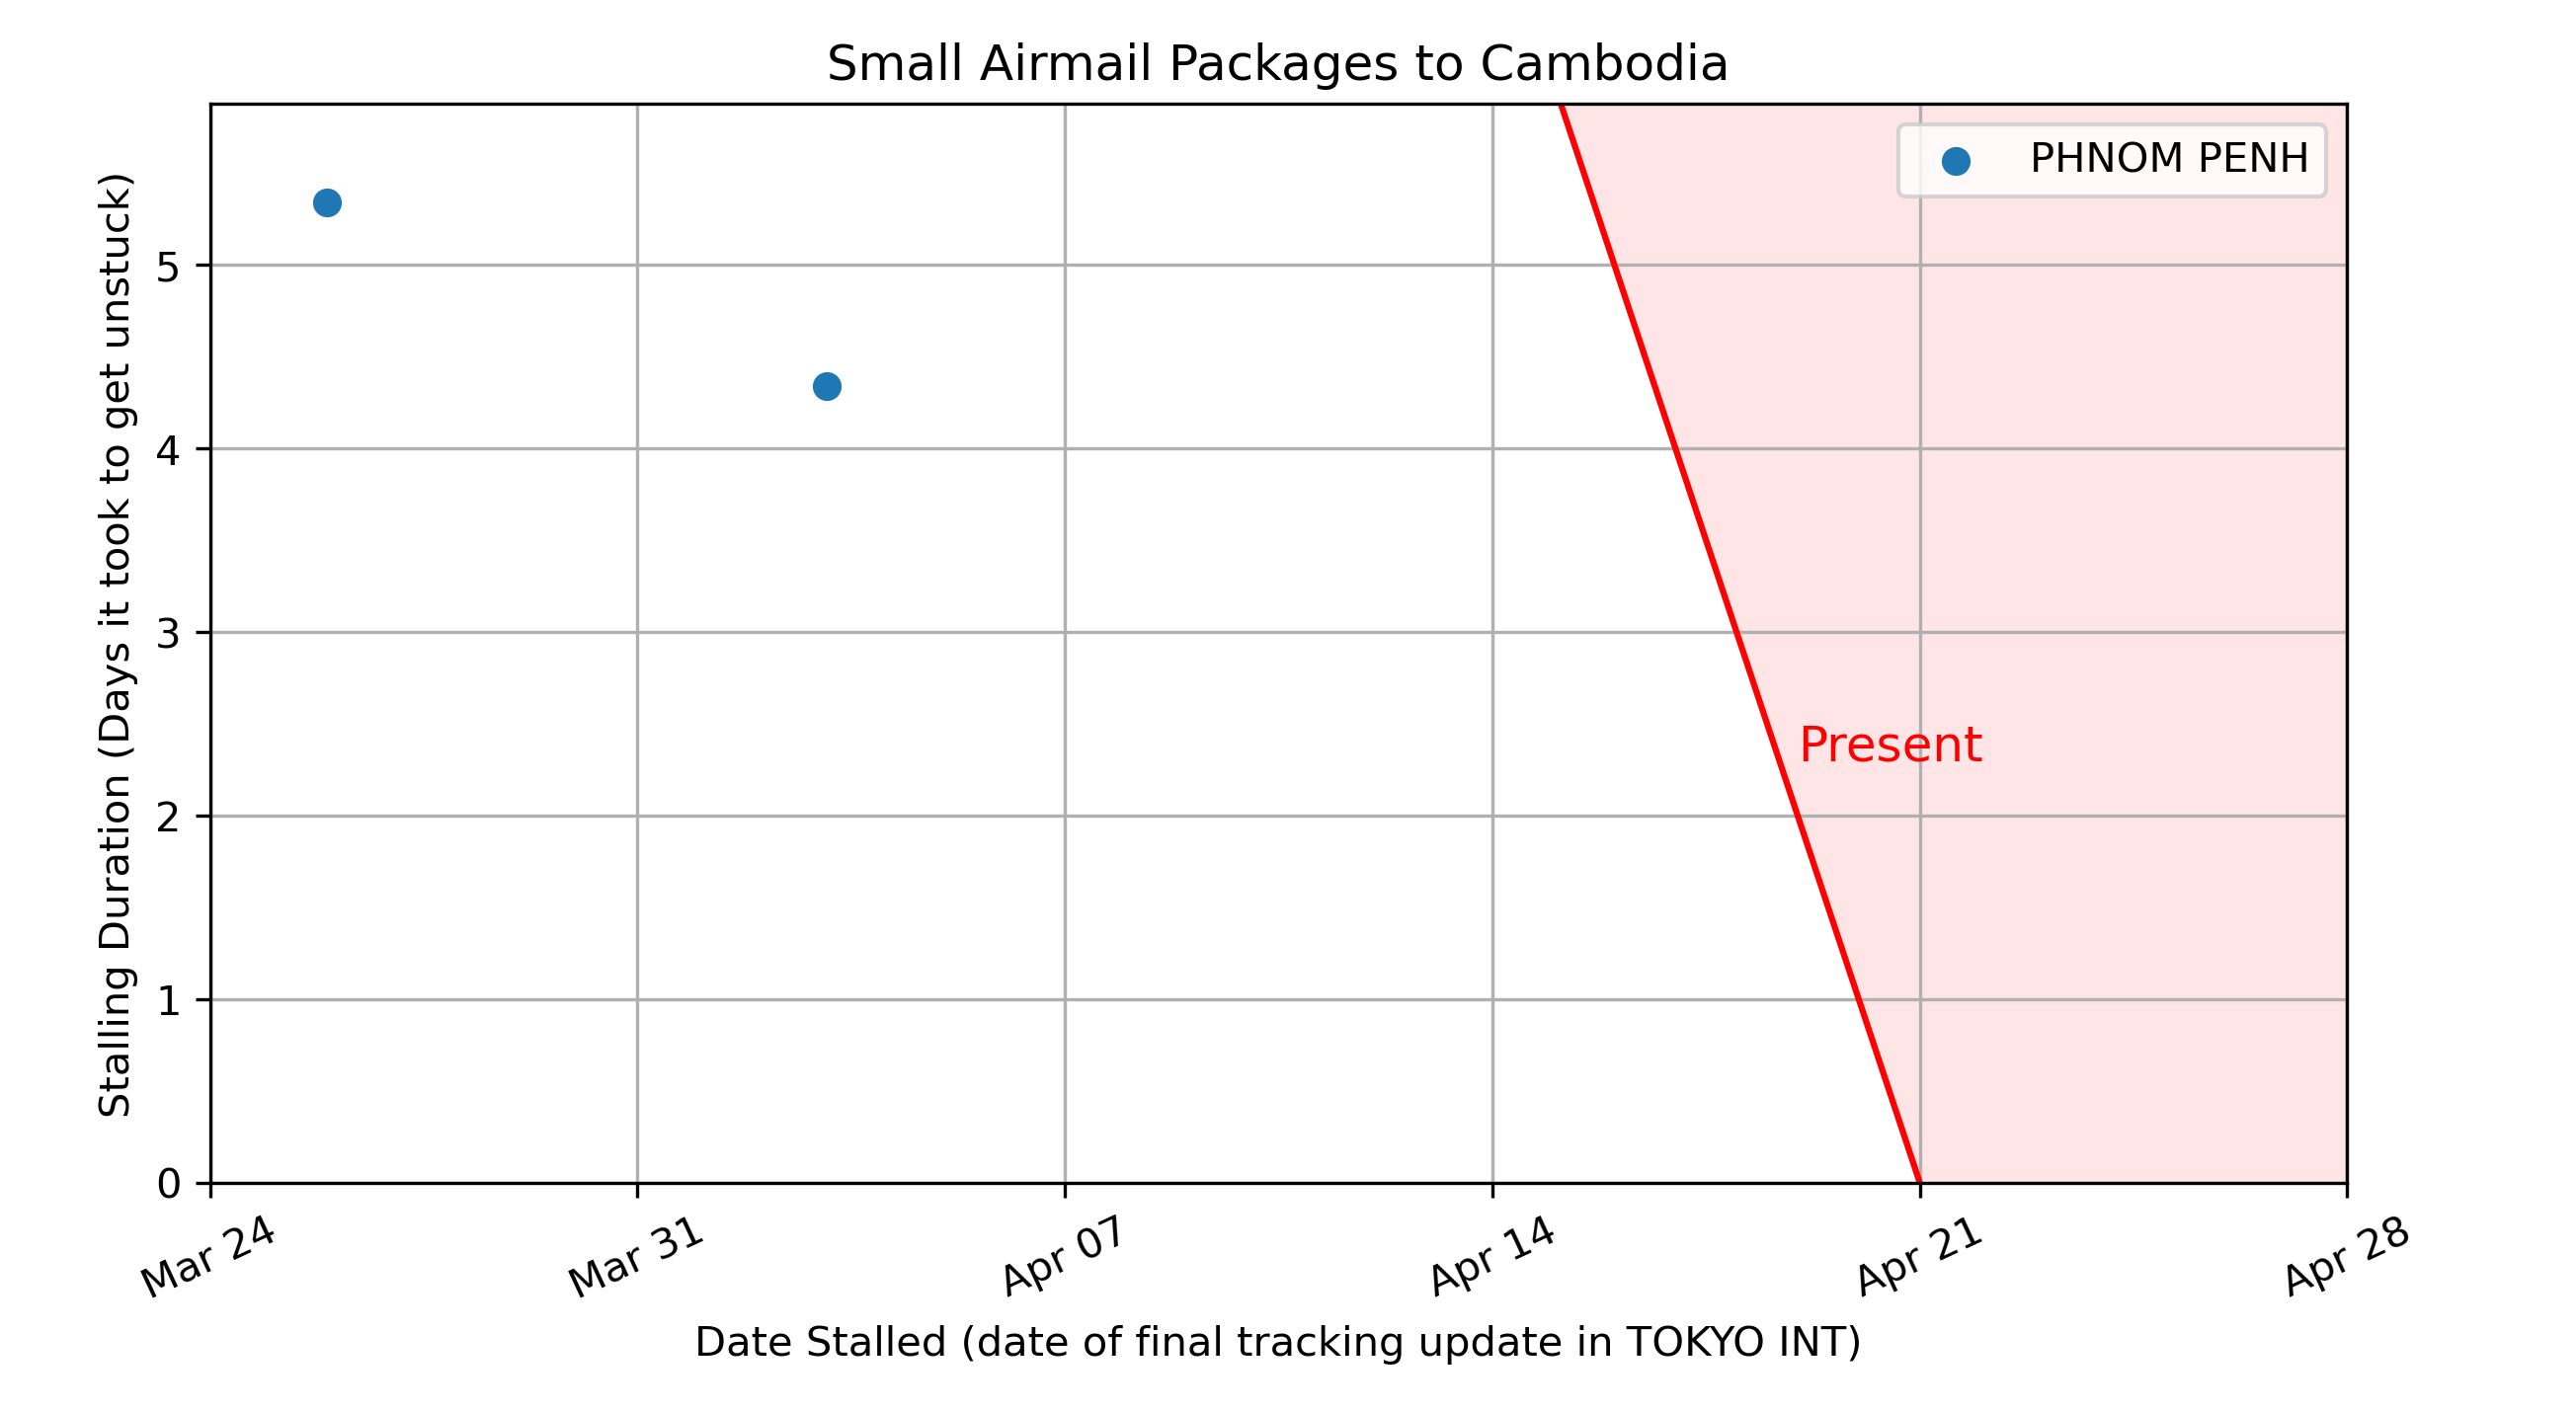 Small Airmail Packages to Cambodia
PHNOM PENH
Stalling Duration (Days it took to get unstuck)
5
4
3
2
1
0
Present
Mar 24
Mar 31
Apr 07
Apr 14
Apr 21
Apr 28
Date Stalled (date of final tracking update in TOKYO INT)